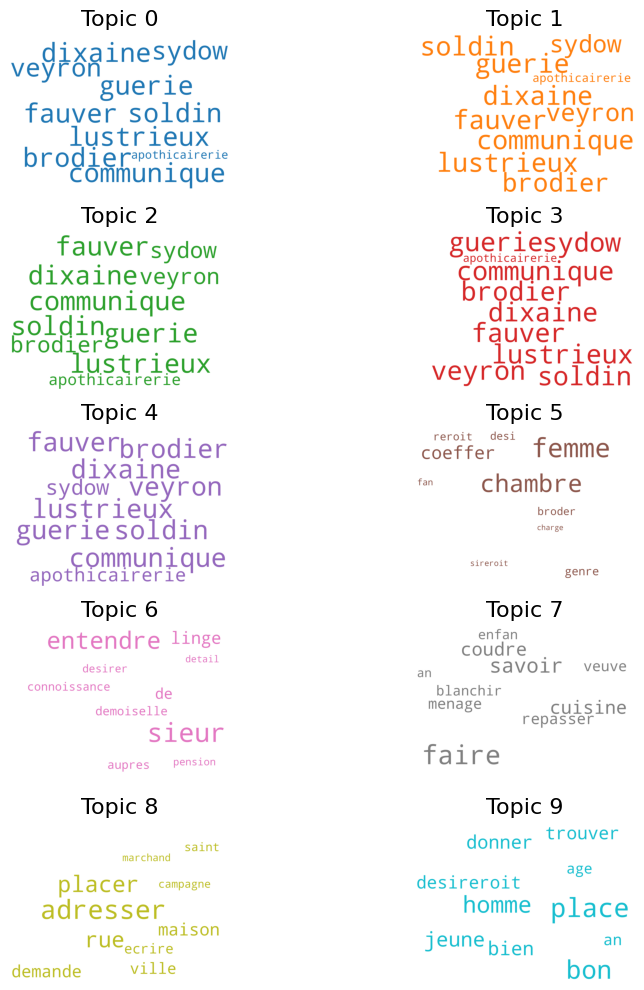 Topic 0
dixaine sydow
veyron
guerie
fauver soldin
lustrieux
brodier apothicairerie
communique
Topic 1
soldin sydow
guerie
apothicairerie
dixaine
fauver veyron
communique
lustrieux
brodier
Topic 2
fauver sydow
dixaine veyron
communique
soldin guerie
brodier
lustrieux
apothicairerie
Topic 3
guerie sydow
apothicairerie
communique
brodier
dixaine
fauver
lustrieux
veyron soldin
Topic 4
fauver brodier
dixaine
sydow veyron
lustrieux
guerie soldin
communique
apothicairerie
Topic 5
reroit desi
coeffer femme
fan chambre
broder
charge
sireroit
genre
Topic 6
entendre linge
detail
desirer
connoissance
de
demoiselle
sieur
aupres pension
Topic 7
enfan
coudre
savoir veuve
an
blanchir
menage cuisine
repasser
faire
Topic 8
saint
marchand
placer campagne
adresser
maison
rue
ecrire
demande ville
Topic 9
donner trouver
age
desireroit
homme place
jeune bien an
bon